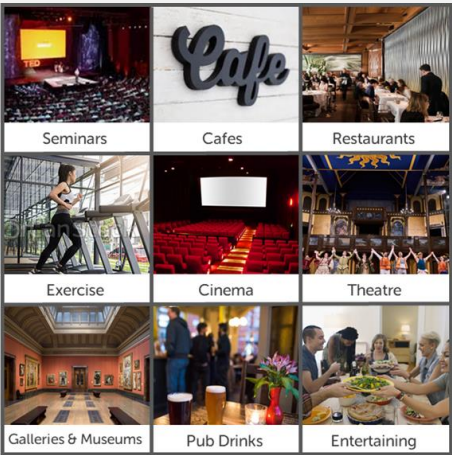 TED
Cafe
Seminars
Cafes
Restaurants
Exercise
Cinema
Theatre
Galleries & Museums
Pub Drinks
Entertaining